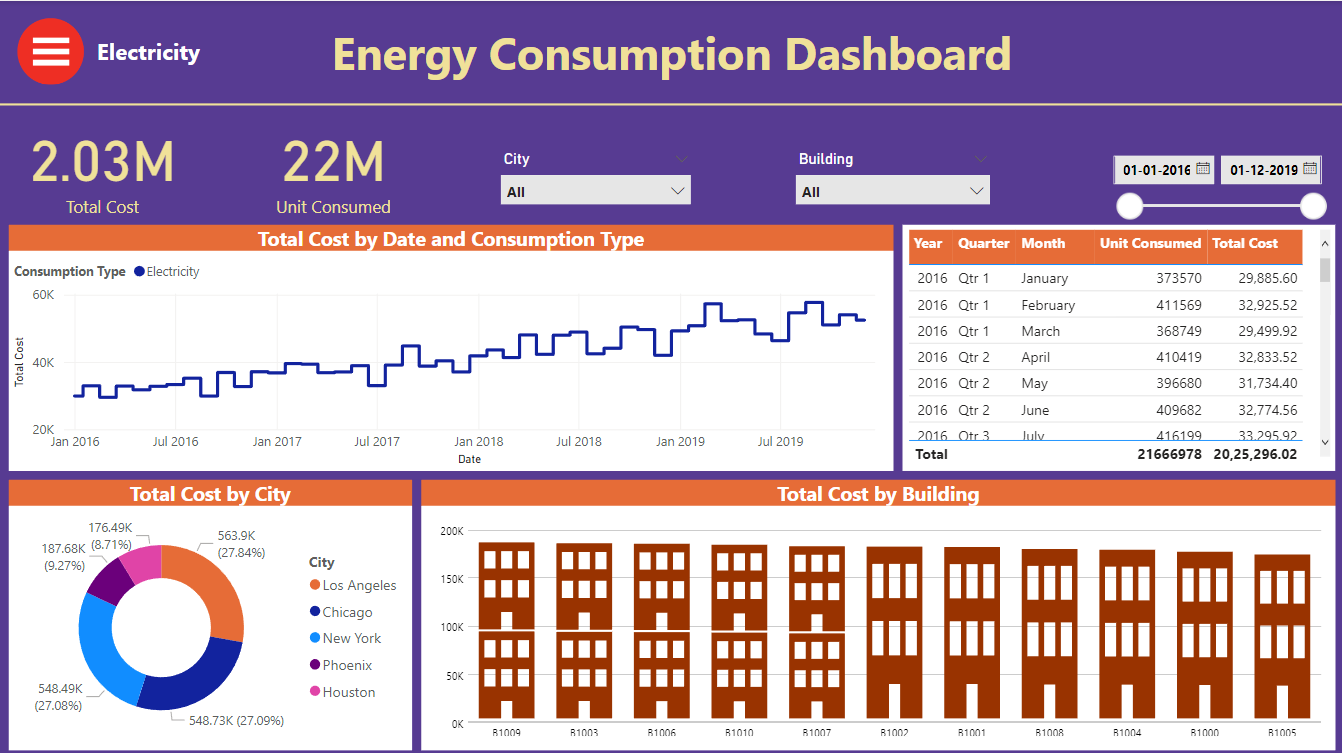 Electricity
Energy Consumption Dashboard
2.03M
Total Cost
22M
Unit Consumed
City
All
Building
All
01-01-2016
01-12-2019
Total Cost by Date and Consumption Type
Consumption Type Electricity
60K
40K
20K
Total Cost
Jan 2016 Jul 2016 Jan 2017 Jul 2017 Jan 2018 Jul 2018 Jan 2019 Jul 2019
Date
Year Quarter Month Unit Consumed Total Cost
2016 Qtr 1 January 373570 29,885.60
2016 Qtr 1 February 411569 32,925.52
2016 Qtr 1 March 368749 29,499.92
2016 Qtr 2 April 410419 32,833.52
2016 Qtr 2 May 396680 31,734.40
2016 Qtr 2 June 409682 32,774.56
2016 Qtr 3 July 416199 33,295.92
Total 21666978 20,25,296.02
Total Cost by City
176.49K
(8.71%)
187.68K
(9.27%)
563.9K
(27.84%)
548.49K
(27.08%)
548.73K (27.09%)
City
Los Angeles
Chicago
New York
Phoenix
Houston
Total Cost by Building
200K
150K
100K
50K
0K
B1009 B1003 B1006 B1010 B1007 B1002 B1001 B1008 B1004 B1000 B1005